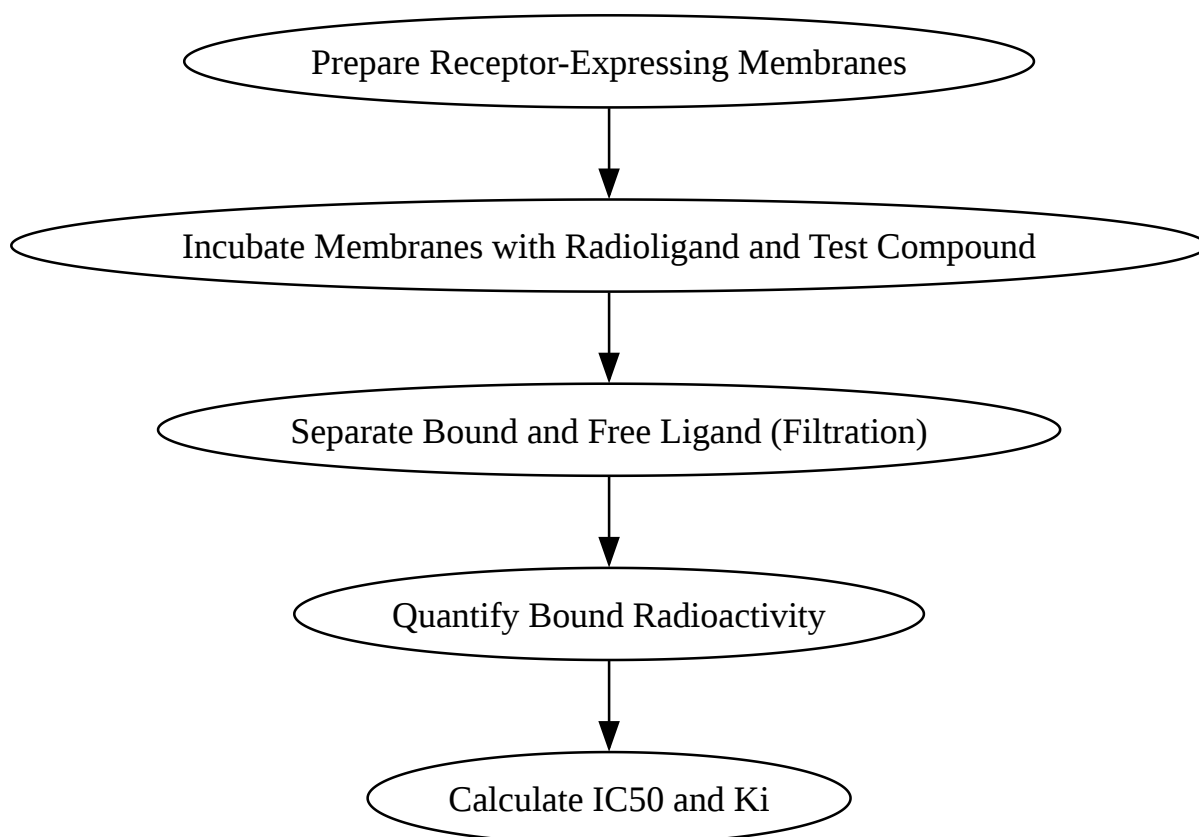 Prepare Receptor-Expressing Membranes
Incubate Membranes with Radioligand and Test Compound
Separate Bound and Free Ligand (Filtration)
Quantify Bound Radioactivity
Calculate IC50 and Ki